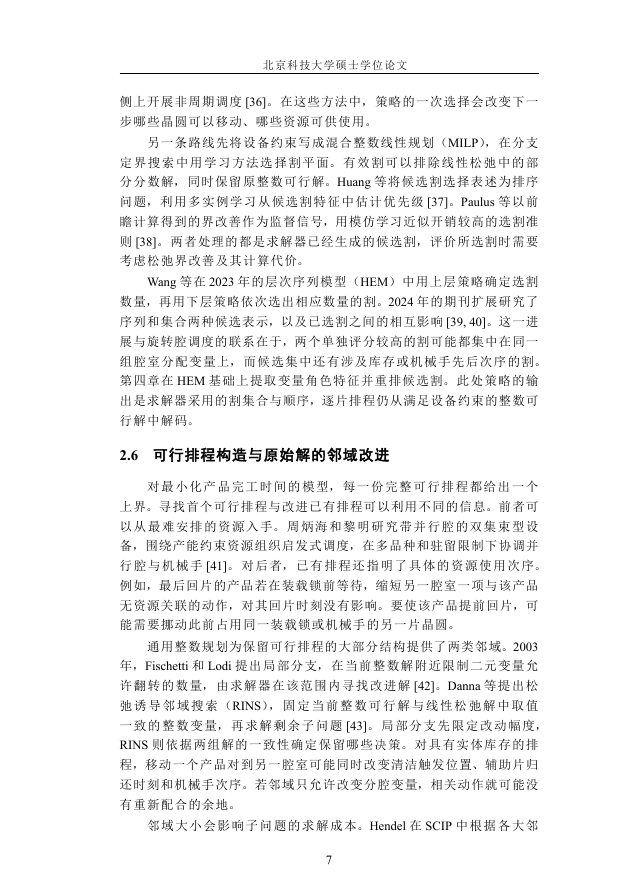 北京科技大学硕士学位论文
侧上开展非周期调度 [36]。在这些方法中，策略的一次选择会改变下一
步哪些晶圆可以移动、哪些资源可供使用。
另一条路线先将设备约束写成混合整数线性规划（MILP），在分支
定界搜索中用学习方法选择割平面。有效割可以排除线性松弛中的部
分分数解，同时保留原整数可行解。Huang 等将候选割选择表述为排序
问题，利用多实例学习从候选割特征中估计优先级 [37]。Paulus 等以前
瞻计算得到的界改善作为监督信号，用模仿学习近似开销较高的选割准
则 [38]。两者处理的都是求解器已经生成的候选割，评价所选割时需要
考虑松弛界改善及其计算代价。
Wang 等在 2023 年的层次序列模型（HEM）中用上层策略确定选割
数量，再用下层策略依次选出相应数量的割。2024 年的期刊扩展研究了
序列和集合两种候选表示，以及已选割之间的相互影响 [39, 40]。这一进
展与旋转腔调度的联系在于，两个单独评分较高的割可能都集中在同一
组腔室分配变量上，而候选集中还有涉及库存或机械手先后次序的割。
第四章在 HEM 基础上提取变量角色特征并重排候选割。此处策略的输
出是求解器采用的割集合与顺序，逐片排程仍从满足设备约束的整数可
行解中解码。
2.6 可行排程构造与原始解的邻域改进
对最小化产品完工时间的模型，每一份完整可行排程都给出一个
上界。寻找首个可行排程与改进已有排程可以利用不同的信息。前者可
以从最难安排的资源入手。周炳海和黎明研究带并行腔的双集束型设
备，围绕产能约束资源组织启发式调度，在多品种和驻留限制下协调并
行腔与机械手 [41]。对后者，已有排程还指明了具体的资源使用次序。
例如，最后回片的产品若在装载锁前等待，缩短另一腔室一项与该产品
无资源关联的动作，对其回片时刻没有影响。要使该产品提前回片，可
能需要挪动此前占用同一装载锁或机械手的另一片晶圆。
通用整数规划为保留可行排程的大部分结构提供了两类邻域。2003
年，Fischetti 和 Lodi 提出局部分支，在当前整数解附近限制二元变量允
许翻转的数量，由求解器在该范围内寻找改进解 [42]。Danna 等提出松
弛诱导邻域搜索（RINS），固定当前整数可行解与线性松弛解中取值
一致的整数变量，再求解剩余子问题 [43]。局部分支先限定改动幅度，
RINS 则依据两组解的一致性确定保留哪些决策。对具有实体库存的排
程，移动一个产品对到另一腔室可能同时改变清洁触发位置、辅助片归
还时刻和机械手次序。若邻域只允许改变分腔变量，相关动作就可能没
有重新配合的余地。
邻域大小会影响子问题的求解成本。Hendel 在 SCIP 中根据各大邻
7